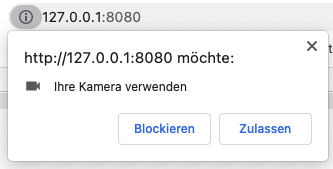 127.0.0.1:8080
http://127.0.0.1:8080 möchte:
Ihre Kamera verwenden
Blockieren Zulassen